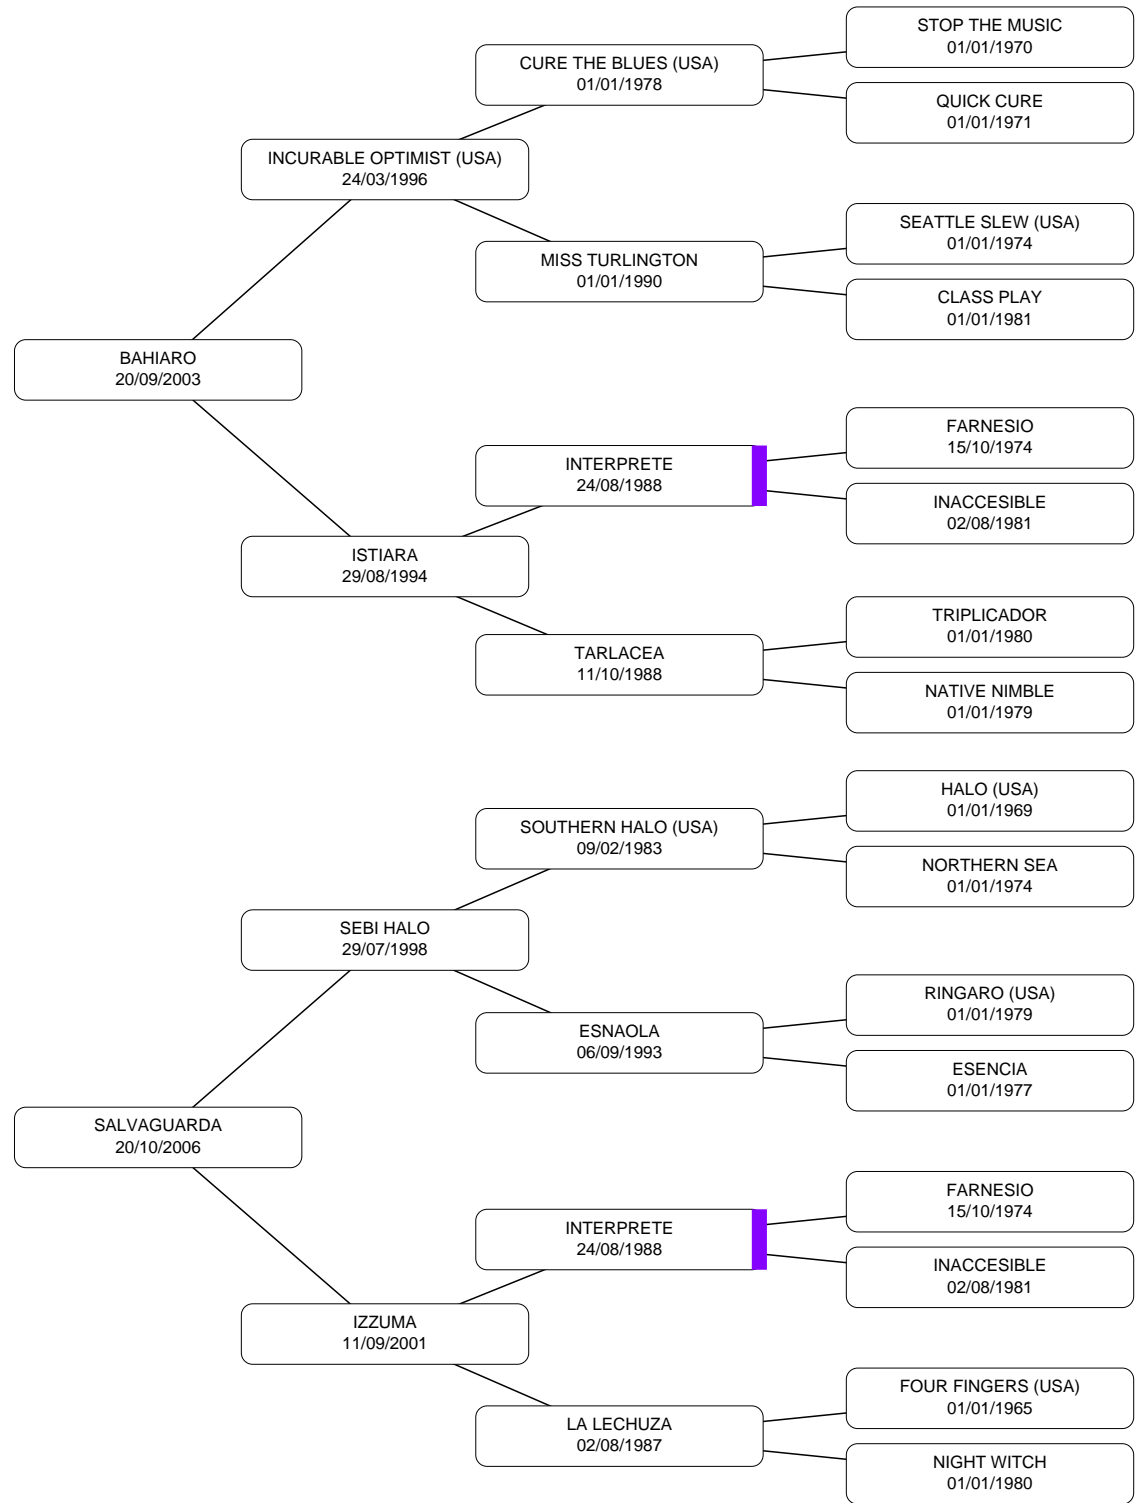 STOP THE MUSIC
01/01/1970
CURE THE BLUES (USA)
01/01/1978
QUICK CURE
01/01/1971
INCURABLE OPTIMIST (USA)
24/03/1996
SEATTLE SLEW (USA)
01/01/1974
MISS TURLINGTON
01/01/1990
CLASS PLAY
01/01/1981
BAHIARO
20/09/2003
FARNESIO
15/10/1974
INTERPRETE
24/08/1988
INACCESIBLE
02/08/1981
ISTIARA
29/08/1994
TRIPLICADOR
01/01/1980
TARLACEA
11/10/1988
NATIVE NIMBLE
01/01/1979
HALO (USA)
01/01/1969
SOUTHERN HALO (USA)
09/02/1983
NORTHERN SEA
01/01/1974
SEBI HALO
29/07/1998
RINGARO (USA)
01/01/1979
ESNAOLA
06/09/1993
ESENCIA
01/01/1977
SALVAGUARDA
20/10/2006
FARNESIO
15/10/1974
INTERPRETE
24/08/1988
INACCESIBLE
02/08/1981
IZZUMA
11/09/2001
FOUR FINGERS (USA)
01/01/1965
LA LECHUZA
02/08/1987
NIGHT WITCH
01/01/1980